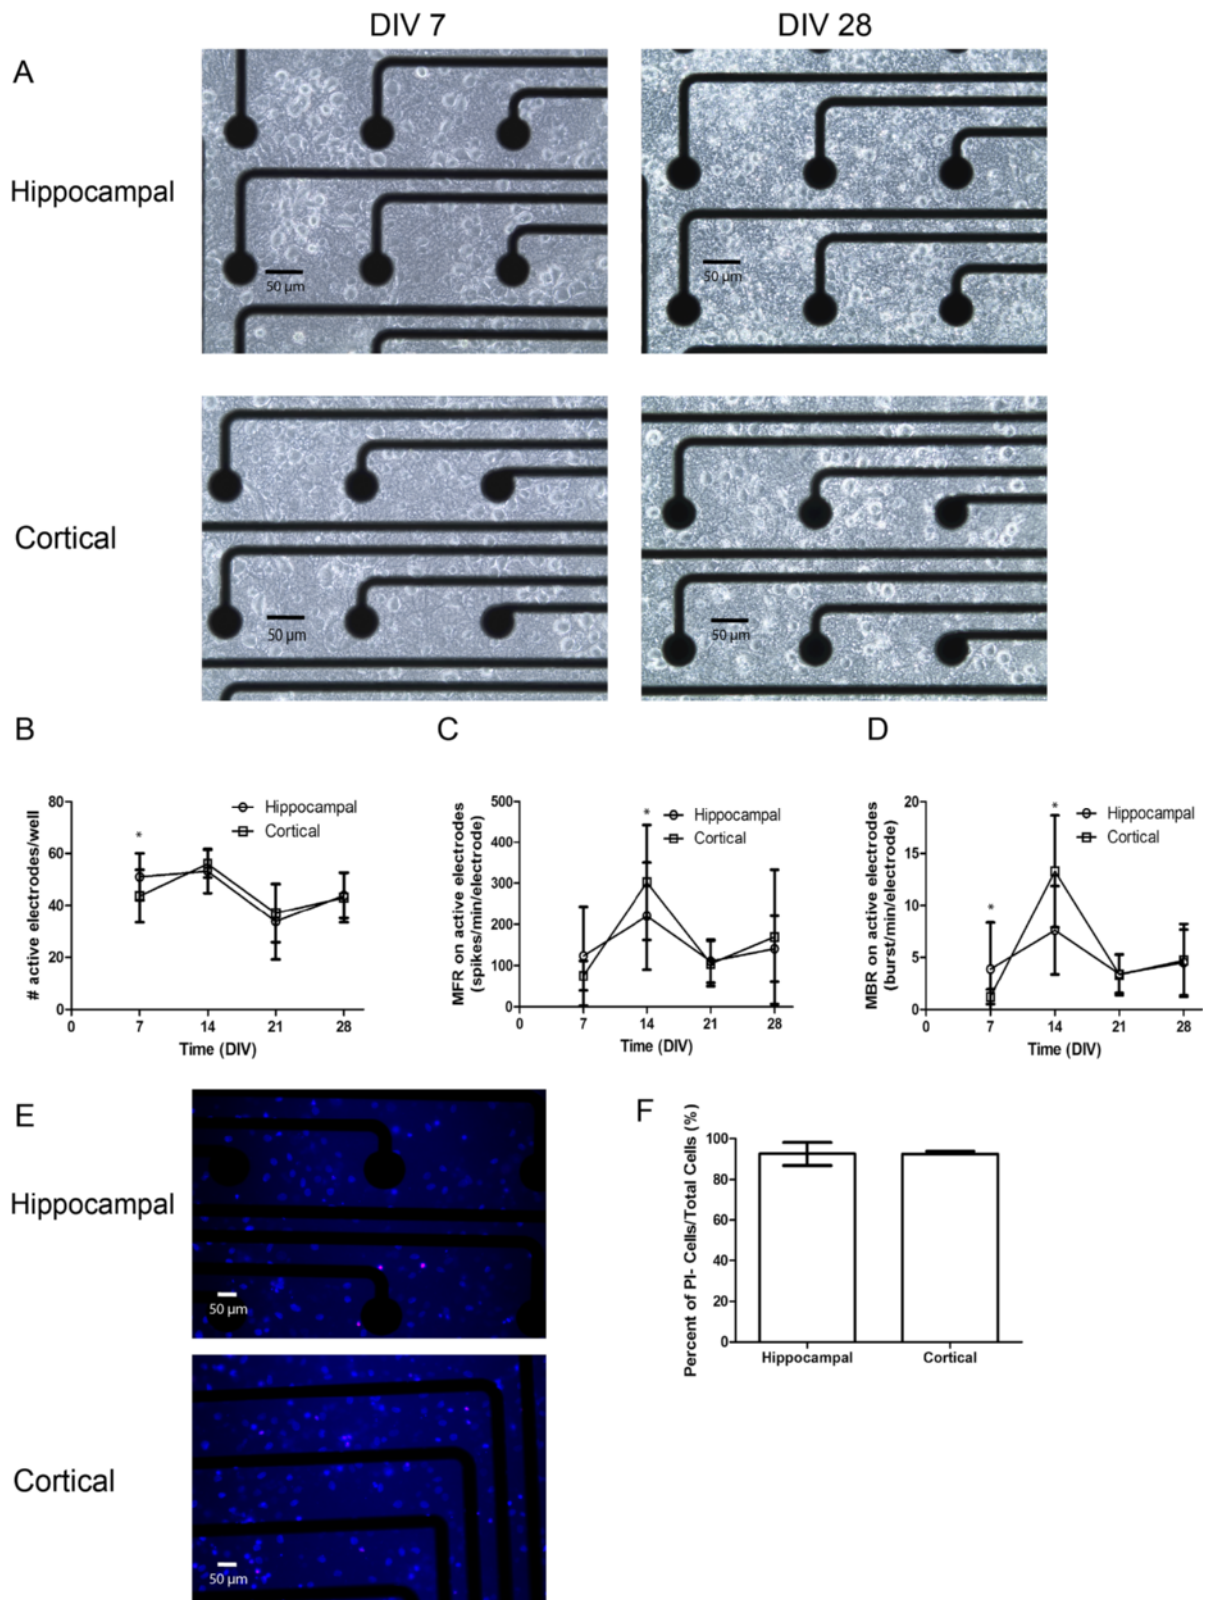 DIV 7
DIV 28
A
Hippocampal
50 µm
50 µm
Cortical
50 µm
50 µm
B
C
D
# active electrodes/well
80
60
40
20
0
0
7
14
21
28
Time (DIV)
Hippocampal
Cortical
*
MFR on active electrodes
(spikes/min/electrode)
500
400
300
200
100
0
0
7
14
21
28
Time (DIV)
Hippocampal
Cortical
*
MBR on active electrodes
(burst/min/electrode)
20
15
10
5
0
0
7
14
21
28
Time (DIV)
Hippocampal
Cortical
*
*
E
Hippocampal
50 µm
Cortical
50 µm
F
Percent of PI- Cells/Total Cells (%)
100
80
60
40
20
0
Hippocampal
Cortical